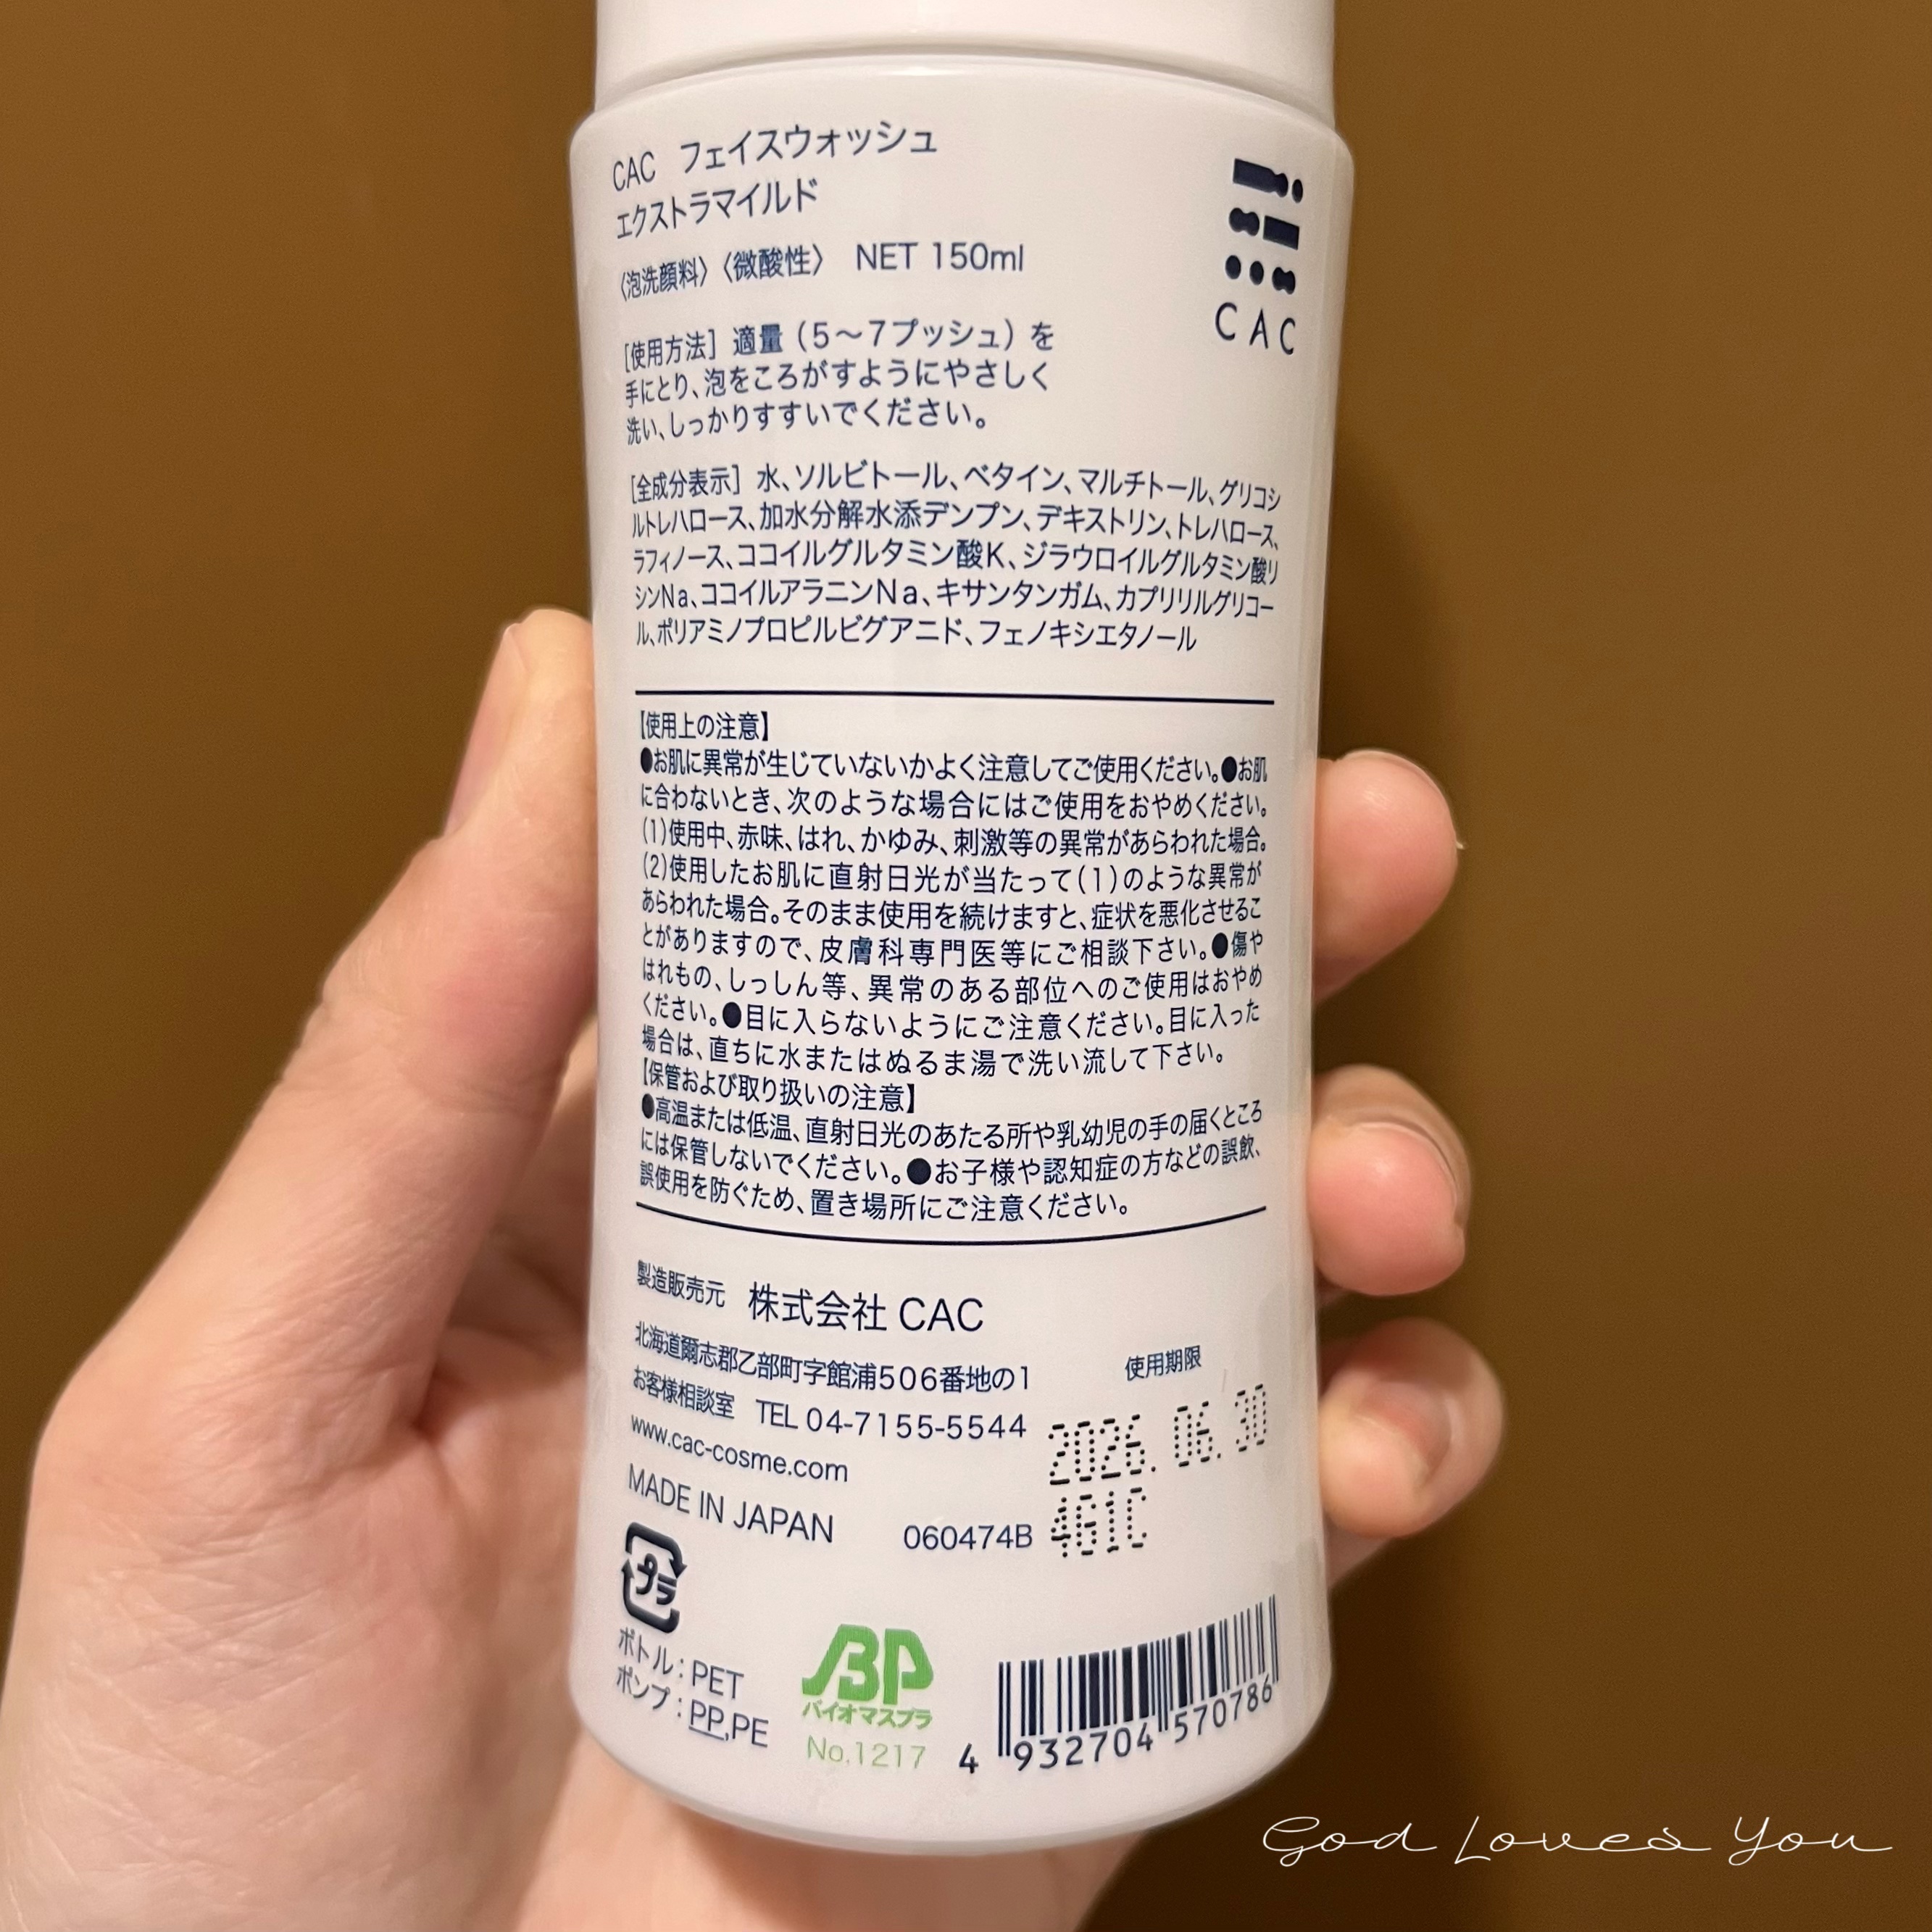 CAC フェイスウォッシュ
エクストラマイルド
〈泡洗顔料〉〈微酸性〉 NET 150ml
CAC
[使用方法] 適量（5〜7プッシュ）を
手にとり、泡をころがすようにやさしく
洗い、しっかりすすいでください。
[全成分表示] 水、ソルビトール、ベタイン、マルチトール、グリコシ
ルトレハロース、加水分解水添デンプン、デキストリン、トレハロース、
ラフィノース、ココイルグルタミン酸K、ジラウロイルグルタミン酸リ
シンNa、ココイルアラニンNa、キサンタンガム、カプリリルグリコー
ル、ポリアミノプロピルビグアニド、フェノキシエタノール
【使用上の注意】
●お肌に異常が生じていないかよく注意してご使用ください。●お肌
に合わないとき、次のような場合にはご使用をおやめください。
(1)使用中、赤味、はれ、かゆみ、刺激等の異常があらわれた場合。
(2)使用したお肌に直射日光が当たって(1)のような異常が
あらわれた場合。そのまま使用を続けますと、症状を悪化させるこ
とがありますので、皮膚科専門医等にご相談下さい。●傷や
はれもの、しっしん等、異常のある部位へのご使用はおやめ
ください。●目に入らないようにご注意ください。目に入った
場合は、直ちに水またはぬるま湯で洗い流して下さい。
【保管および取り扱いの注意】
●高温または低温、直射日光のあたる所や乳幼児の手の届くところ
には保管しないでください。●お子様や認知症の方などの誤飲、
誤使用を防ぐため、置き場所にご注意ください。
製造販売元 株式会社 CAC
北海道爾志郡乙部町字館浦506番地の1
お客様相談室 TEL 04-7155-5544
www.cac-cosme.com
MADE IN JAPAN
使用期限
2026.06.30
060474B 4G1C
プラ
ボトル：PET
ポンプ：PP,PE
BP
バイオマスプラ
No.1217
4 932704 570786
God Loves You